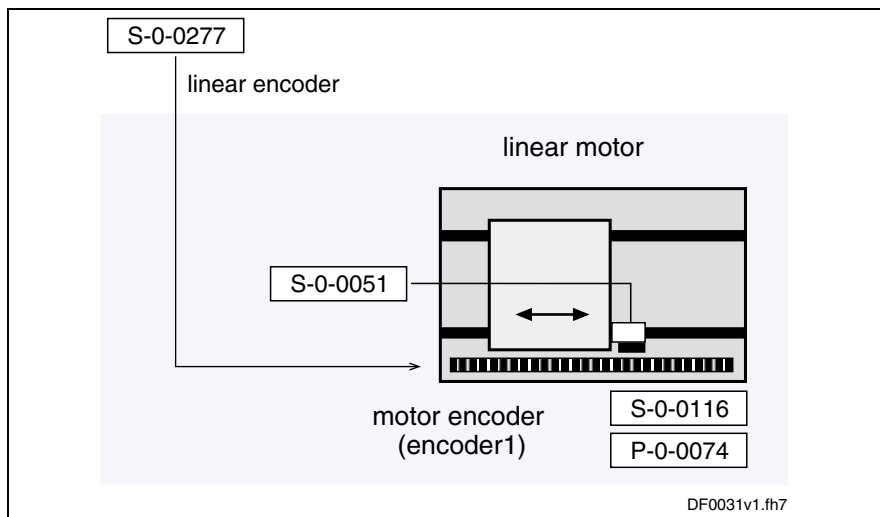 S-0-0277
linear encoder
linear motor
S-0-0051
motor encoder
(encoder1)
S-0-0116
P-0-0074
DF0031v1.fh7